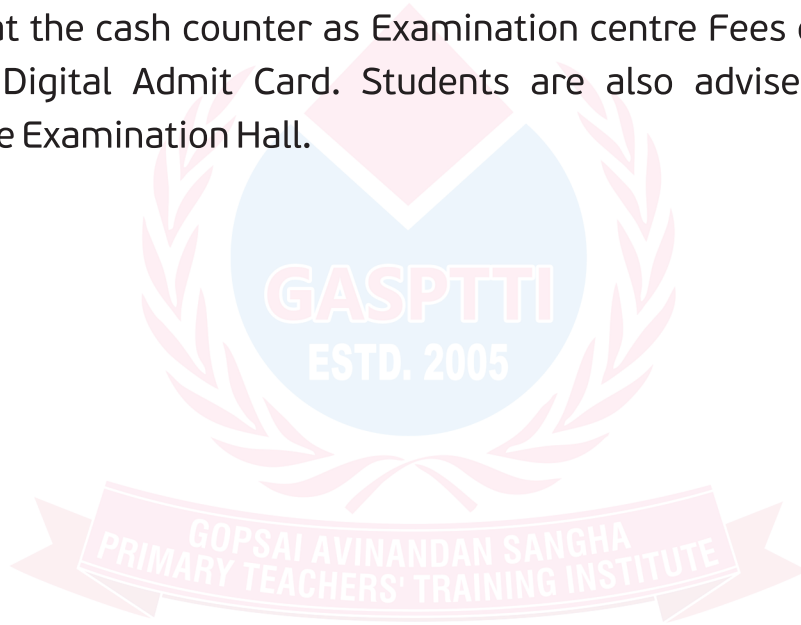 at the cash counter as Examination centre Fees
Digital Admit Card. Students are also advise
e Examination Hall.
GASPTTI
ESTD. 2005
GOPSAI AVINANDAN SANGHA
PRIMARY TEACHERS' TRAINING INSTITUTE